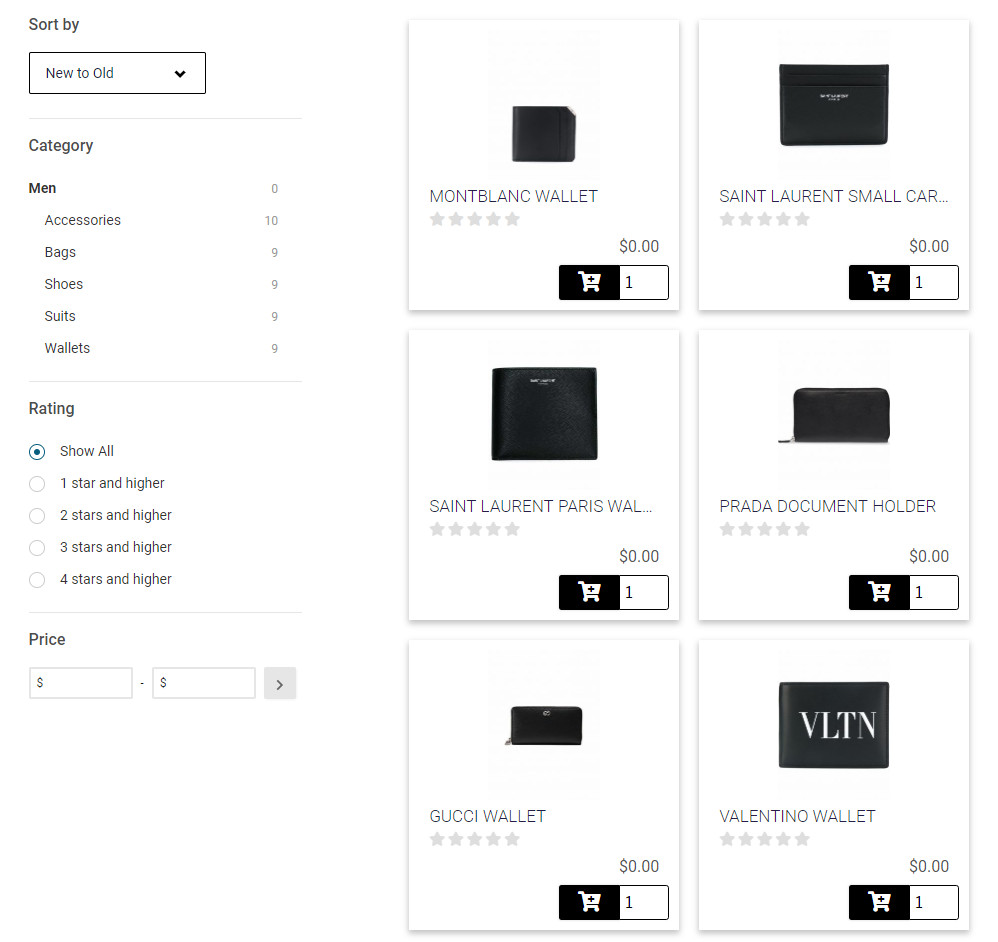 Sort by
New to Old
Category
Men 0
Accessories 10
Bags 9
Shoes 9
Suits 9
Wallets 9
Rating
Show All
1 star and higher
2 stars and higher
3 stars and higher
4 stars and higher
Price
$ - $
MONTBLANC WALLET
$0.00
1
SAINT LAURENT SMALL CAR...
$0.00
1
SAINT LAURENT PARIS WAL...
$0.00
1
PRADA DOCUMENT HOLDER
$0.00
1
GUCCI WALLET
$0.00
1
VLTN
VALENTINO WALLET
$0.00
1